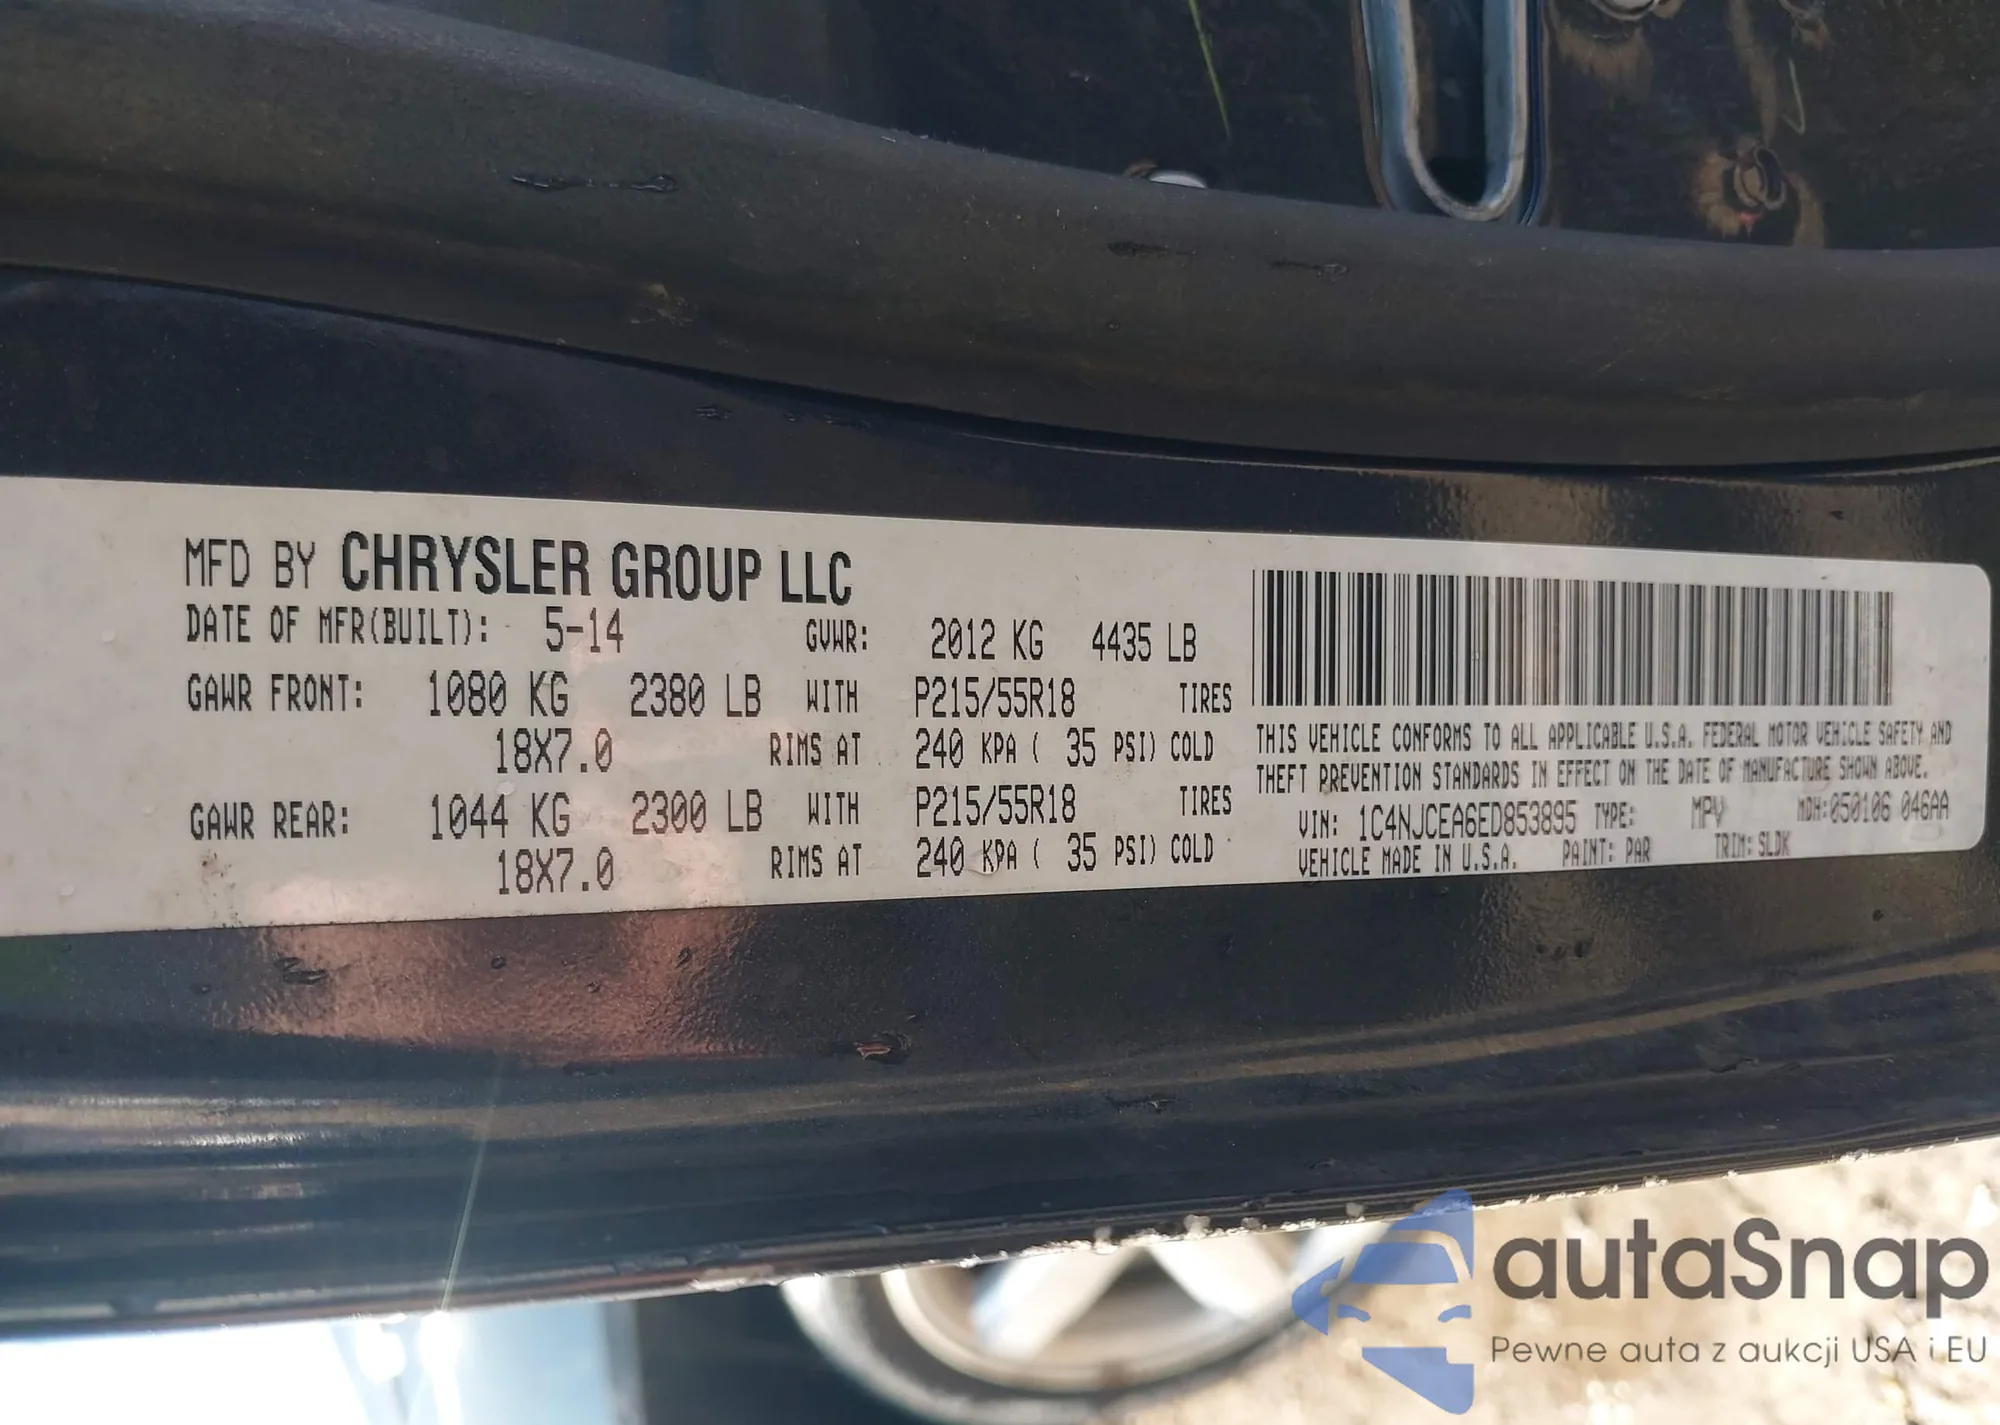 MFD BY CHRYSLER GROUP LLC
DATE OF MFR(BUILT): 5-14 GVWR: 2012 KG 4435 LB
GAWR FRONT: 1080 KG 2380 LB WITH P215/55R18 TIRES
18X7.0 RIMS AT 240 KPA ( 35 PSI) COLD
GAWR REAR: 1044 KG 2300 LB WITH P215/55R18 TIRES
18X7.0 RIMS AT 240 KPA ( 35 PSI) COLD
THIS VEHICLE CONFORMS TO ALL APPLICABLE U.S.A. FEDERAL MOTOR VEHICLE SAFETY AND
THEFT PREVENTION STANDARDS IN EFFECT ON THE DATE OF MANUFACTURE SHOWN ABOVE.
VIN: 1C4NJCEA6ED853895 TYPE: MPV MDH:050106 046AA
VEHICLE MADE IN U.S.A. PAINT: PAR TRIM: SLDK
autaSnap
Pewne auta z aukcji USA i EU